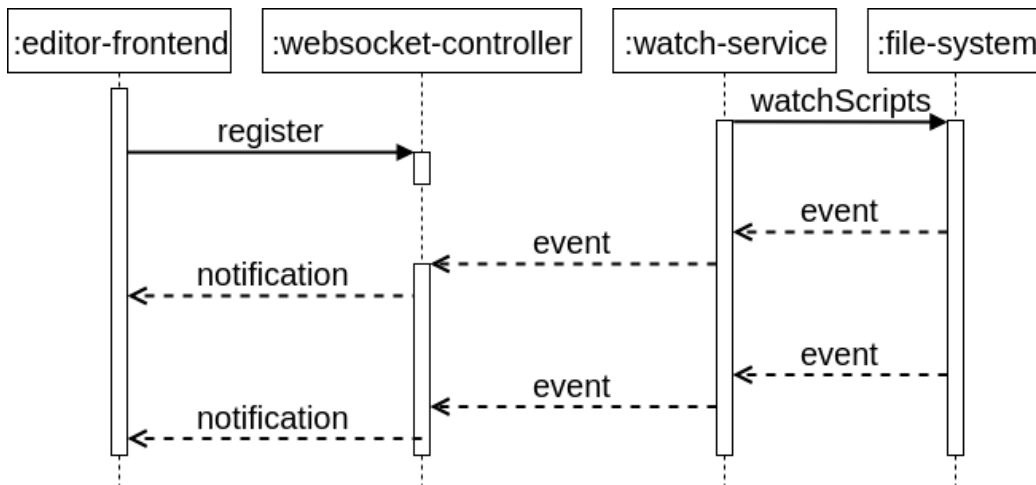 :editor-frontend
:websocket-controller
:watch-service
:file-system
watchScripts
register
event
event
notification
event
event
notification